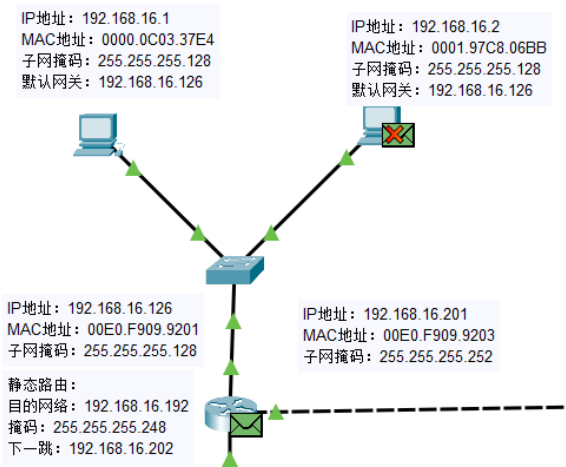 IP地址：192.168.16.1
MAC地址：0000.0C03.37E4
子网掩码：255.255.255.128
默认网关：192.168.16.126
IP地址：192.168.16.2
MAC地址：0001.97C8.06BB
子网掩码：255.255.255.128
默认网关：192.168.16.126
IP地址：192.168.16.126
MAC地址：00E0.F909.9201
子网掩码：255.255.255.128
IP地址：192.168.16.201
MAC地址：00E0.F909.9203
子网掩码：255.255.255.252
静态路由：
目的网络：192.168.16.192
掩码：255.255.255.248
下一跳：192.168.16.202